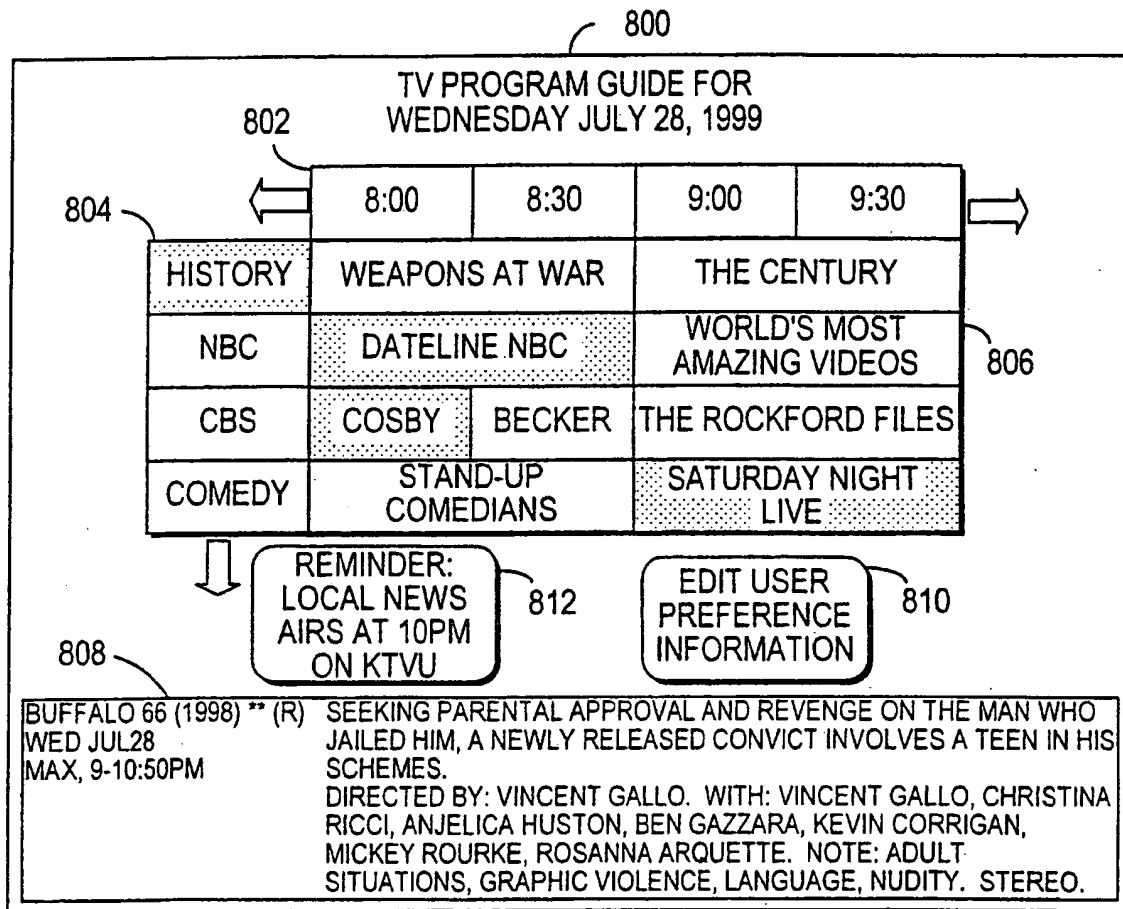 800
TV PROGRAM GUIDE FOR
WEDNESDAY JULY 28, 1999
802
8:00 8:30 9:00 9:30
804
HISTORY WEAPONS AT WAR THE CENTURY
NBC DATELINE NBC WORLD'S MOST
AMAZING VIDEOS
806
CBS COSBY BECKER THE ROCKFORD FILES
COMEDY STAND-UP
COMEDIANS
SATURDAY NIGHT
LIVE
REMINDER:
LOCAL NEWS
AIRS AT 10PM
ON KTVU
812
EDIT USER
PREFERENCE
INFORMATION
810
808
BUFFALO 66 (1998) ** (R)
WED JUL28
MAX, 9-10:50PM
SEEKING PARENTAL APPROVAL AND REVENGE ON THE MAN WHO
JAILED HIM, A NEWLY RELEASED CONVICT INVOLVES A TEEN IN HIS
SCHEMES.
DIRECTED BY: VINCENT GALLO. WITH: VINCENT GALLO, CHRISTINA
RICCI, ANJELICA HUSTON, BEN GAZZARA, KEVIN CORRIGAN,
MICKEY ROURKE, ROSANNA ARQUETTE. NOTE: ADULT
SITUATIONS, GRAPHIC VIOLENCE, LANGUAGE, NUDITY. STEREO.